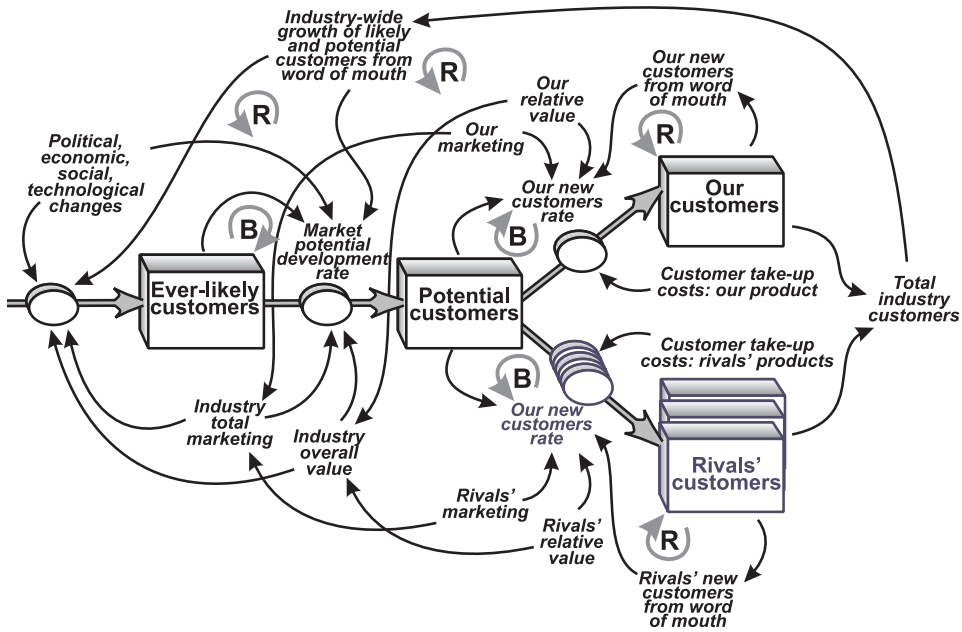 Industry-wide
growth of likely
and potential
customers from
word of mouth
R
R
Our
relative
value
Our new
customers
from word
of mouth
R
Political,
economic,
social,
technological
changes
Our
marketing
Our new
customers
rate
B
Our
customers
B
Market
potential
development
rate
Ever-likely
customers
Potential
customers
Customer take-up
costs: our product
Total
industry
customers
Customer take-up
costs: rivals’ products
B
Our new
customers
rate
Industry
total
marketing
Industry
overall
value
Rivals’
customers
Rivals’
marketing
Rivals’
relative
value
R
Rivals’ new
customers
from word
of mouth